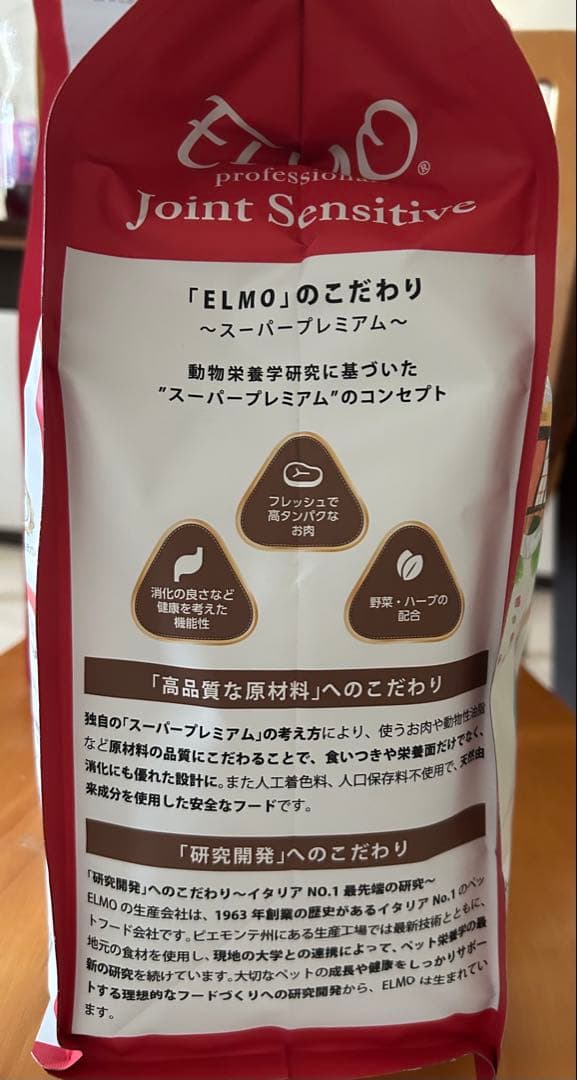 ELMO®
professional
Joint Sensitive
「ELMO」のこだわり
～スーパープレミアム～
動物栄養学研究に基づいた
"スーパープレミアム"のコンセプト
フレッシュで
高タンパクな
お肉
消化の良さなど
健康を考えた
機能性
野菜・ハーブの
配合
「高品質な原材料」へのこだわり
独自の「スーパープレミアム」の考え方により、使うお肉や動物性油脂
など原材料の品質にこだわることで、食いつきや栄養面だけでなく、
消化にも優れた設計に。また人工着色料、人口保存料不使用で、天然由
来成分を使用した安全なフードです。
「研究開発」へのこだわり
「研究開発」へのこだわり～イタリア NO.1 最先端の研究～
ELMO の生産会社は、1963 年創業の歴史があるイタリア No.1 のペッ
トフード会社です。ピエモンテ州にある生産工場では最新技術とともに、
地元の食材を使用し、現地の大学との連携によって、ペット栄養学の最
新の研究を続けています。大切なペットの成長や健康をしっかりサポー
トする理想的なフードづくりへの研究開発から、ELMO は生まれてい
ます。